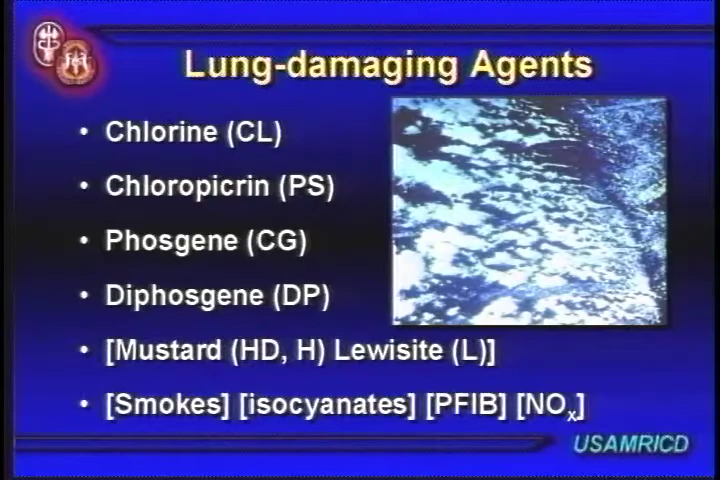 Lung-damaging Agents
• Chlorine (CL)
• Chloropicrin (PS)
• Phosgene (CG)
• Diphosgene (DP)
• [Mustard (HD, H) Lewisite (L)]
• [Smokes] [isocyanates] [PFIB] [NOx]
USAMRICD